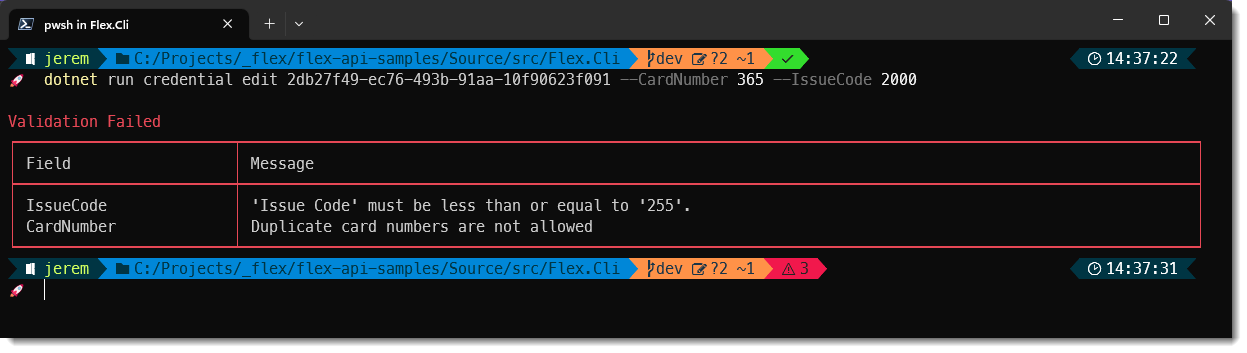 pwsh in Flex.Cli
jerem C:/Projects/_flex/flex-api-samples/Source/src/Flex.Cli dev ?2 ~1 14:37:22
dotnet run credential edit 2db27f49-ec76-493b-91aa-10f90623f091 --CardNumber 365 --IssueCode 2000
Validation Failed
Field Message
IssueCode 'Issue Code' must be less than or equal to '255'.
CardNumber Duplicate card numbers are not allowed
jerem C:/Projects/_flex/flex-api-samples/Source/src/Flex.Cli dev ?2 ~1 3 14:37:31